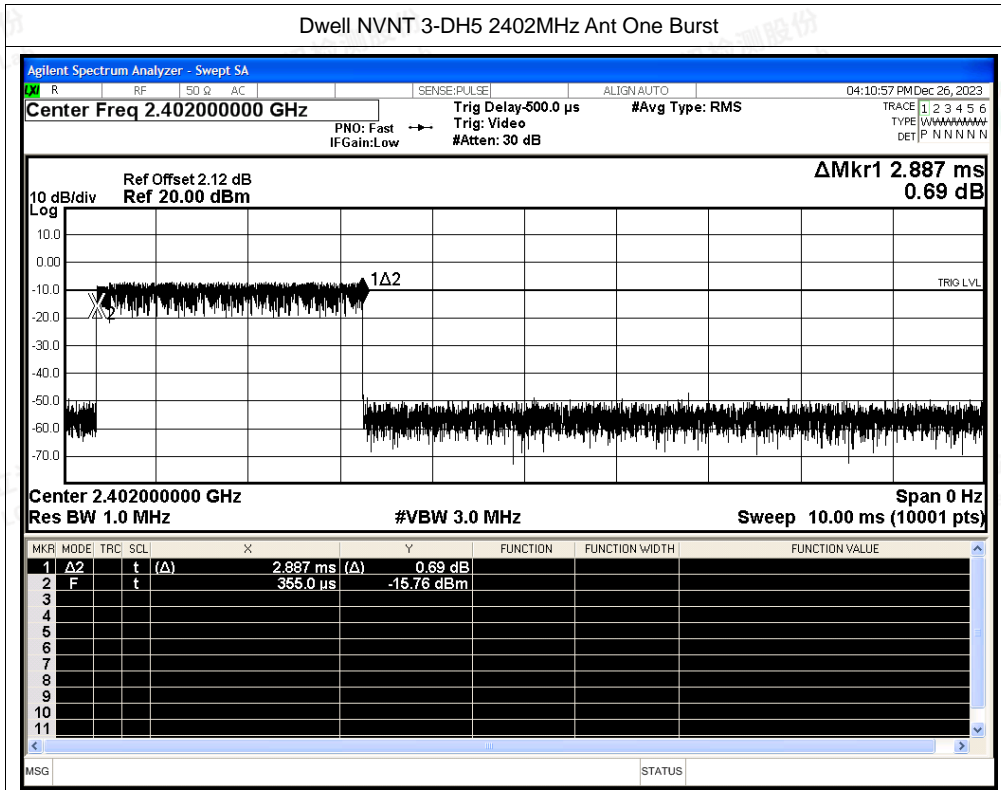 Dwell NVNT 3-DH5 2402MHz Ant One Burst
Agilent Spectrum Analyzer - Swept SA
LXI R RF 50 Ω AC SENSE:PULSE ALIGN AUTO 04:10:57 PM Dec 26, 2023
Center Freq 2.402000000 GHz
PNO: Fast
IFGain:Low
Trig Delay-500.0 µs
Trig: Video
#Atten: 30 dB
#Avg Type: RMS
TRACE 1 2 3 4 5 6
TYPE
DET P N N N N N
ΔMkr1 2.887 ms
0.69 dB
Ref Offset 2.12 dB
10 dB/div Ref 20.00 dBm
Log
10.0
0.00
-10.0
-20.0
-30.0
-40.0
-50.0
-60.0
-70.0
1Δ2
2
TRIG LVL
Center 2.402000000 GHz Span 0 Hz
Res BW 1.0 MHz #VBW 3.0 MHz Sweep 10.00 ms (10001 pts)
MKR MODE TRC SCL X Y FUNCTION FUNCTION WIDTH FUNCTION VALUE
1 Δ2 t (Δ) 2.887 ms (Δ) 0.69 dB
2 F t 355.0 µs -15.76 dBm
3
4
5
6
7
8
9
10
11
MSG STATUS